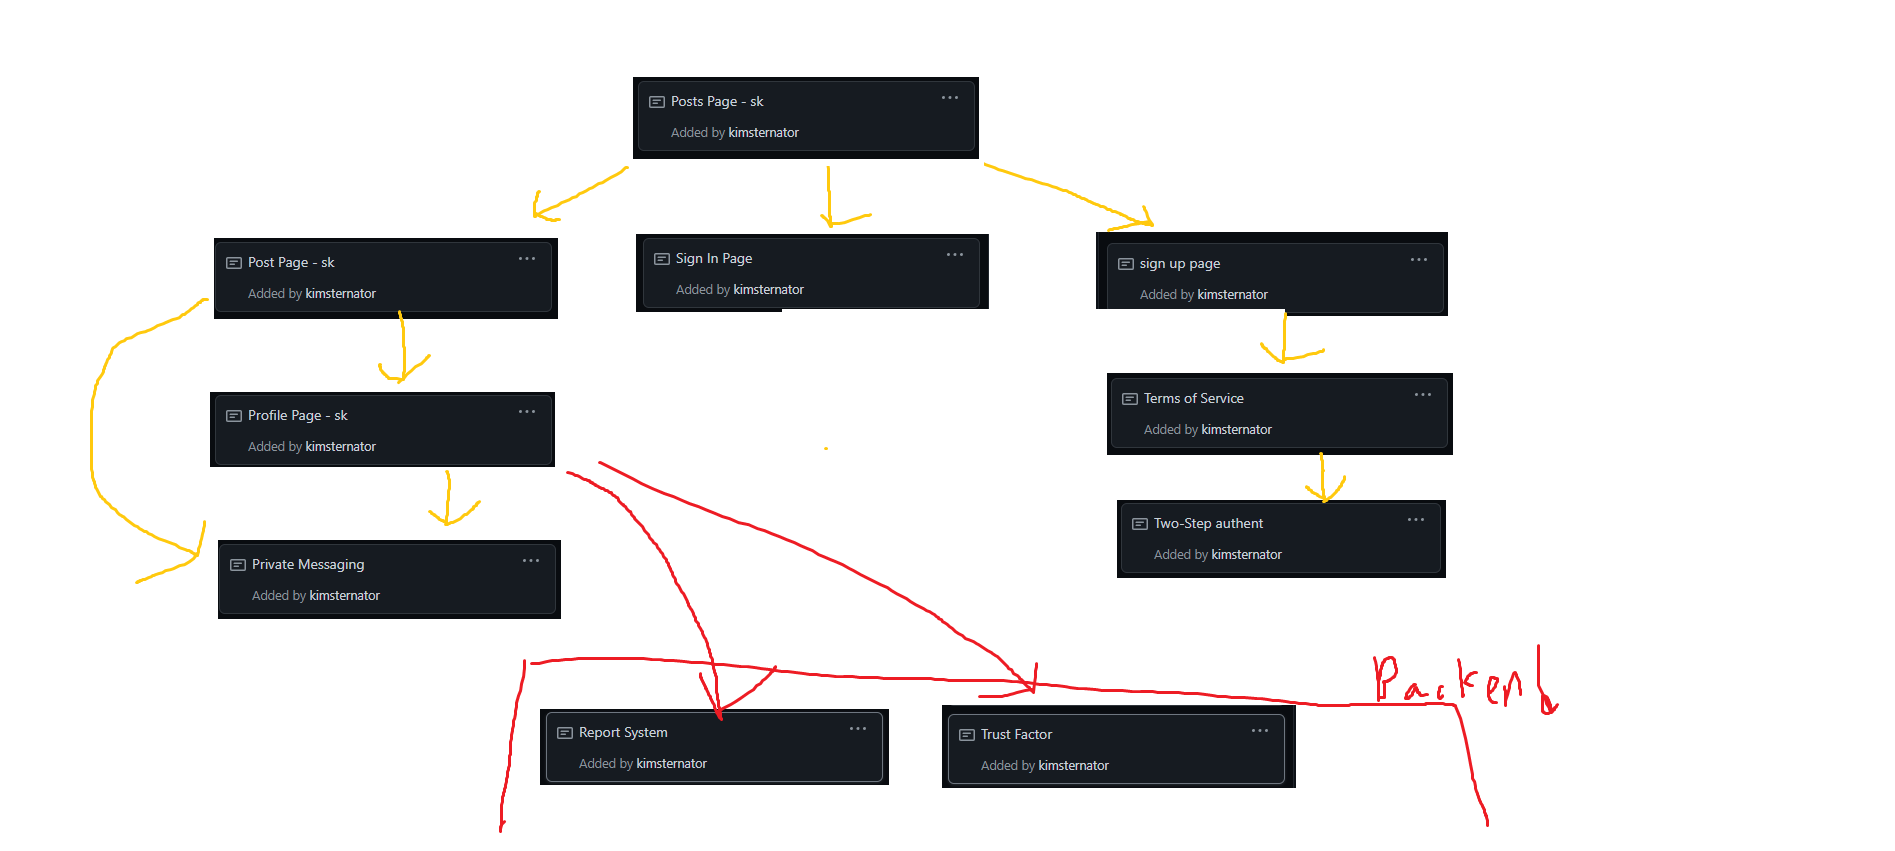 Posts Page - sk
Added by kimsternator
Post Page - sk
Added by kimsternator
Sign In Page
Added by kimsternator
sign up page
Added by kimsternator
Profile Page - sk
Added by kimsternator
Terms of Service
Added by kimsternator
Two-Step authent
Added by kimsternator
Private Messaging
Added by kimsternator
Backend
Report System
Added by kimsternator
Trust Factor
Added by kimsternator